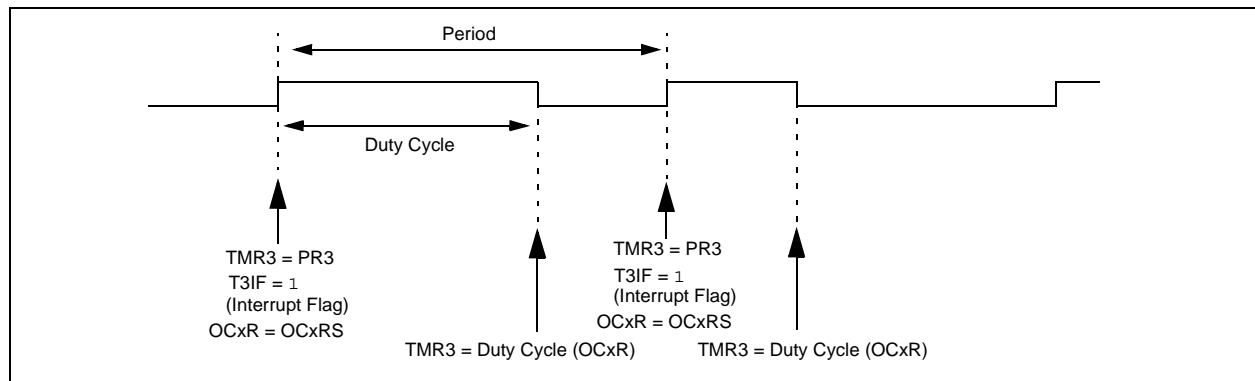 Period
Duty Cycle
TMR3 = PR3
T3IF = 1
(Interrupt Flag)
OCxR = OCxRS
TMR3 = Duty Cycle (OCxR)
TMR3 = PR3
T3IF = 1
(Interrupt Flag)
OCxR = OCxRS
TMR3 = Duty Cycle (OCxR)